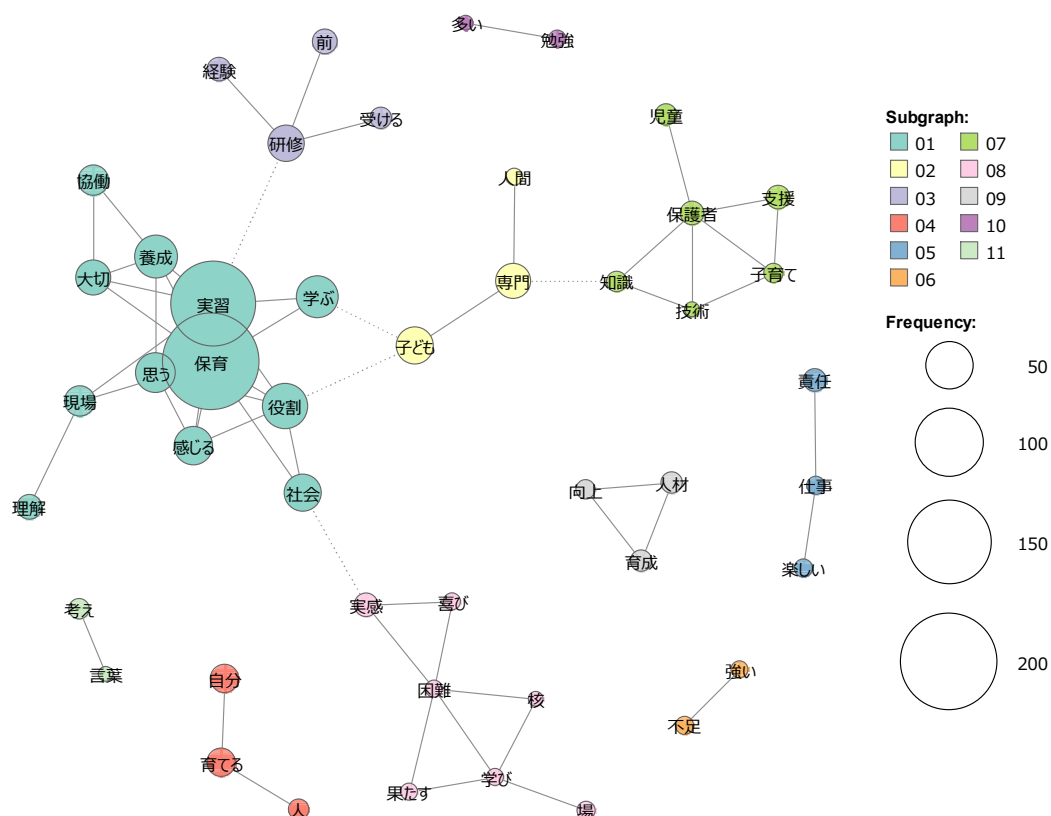 多い
勉強
前
経験
受ける
研修
児童
協働
人間
支援
保護者
養成
大切
子育て
知識
専門
学ぶ
実習
技術
子ども
保育
思う
現場
役割
感じる
責任
社会
理解
向上
人材
仕事
育成
楽しい
考え
実感
喜び
言葉
自分
困難
核
強い
不足
育てる
学び
果たす
人
場
Subgraph:
01
02
03
04
05
06
07
08
09
10
11
Frequency:
50
100
150
200